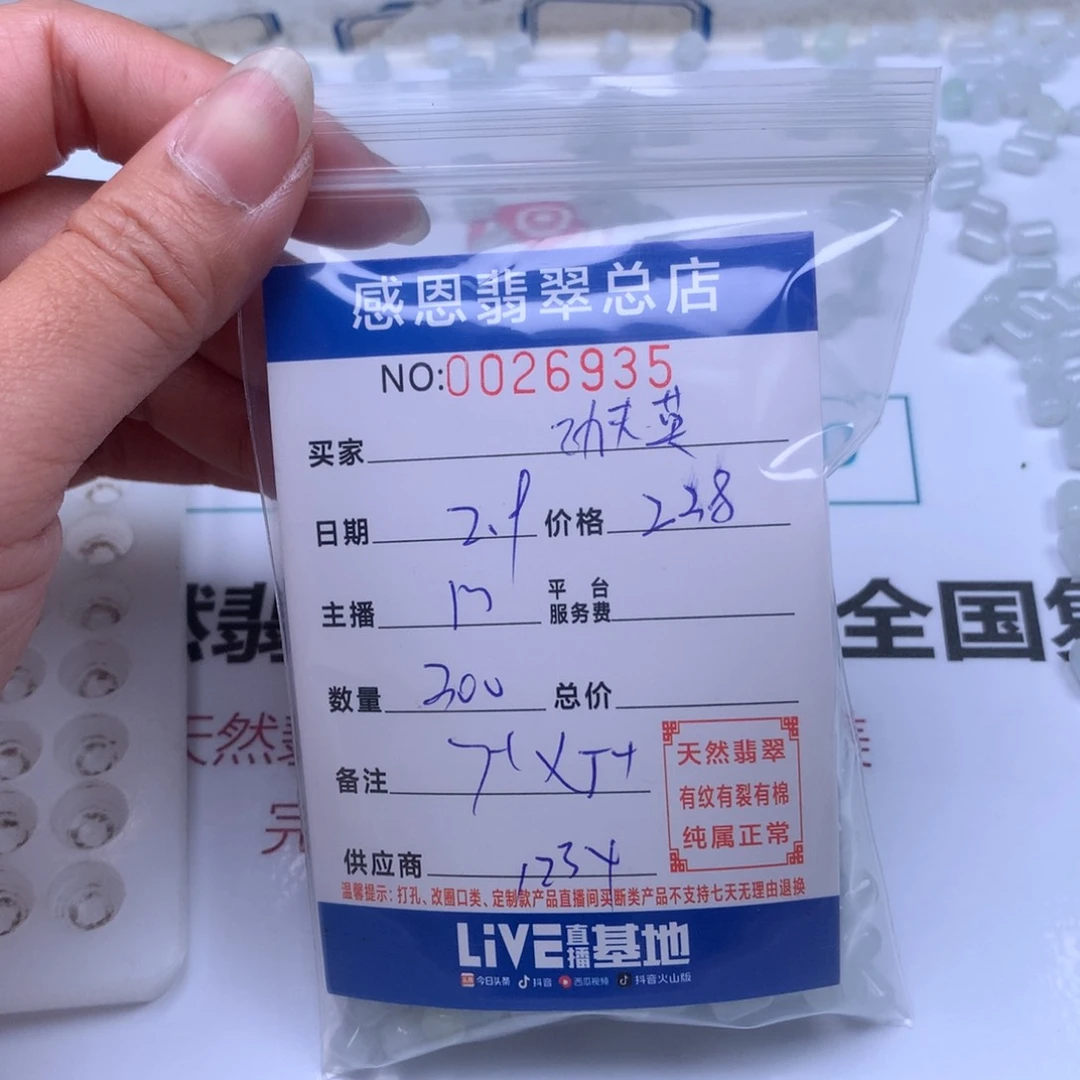 感恩翡翠总店
NO:0026935
买家 功夫英
日期 2.9 价格 228
主播 13 平台服务费
数量 300 总价
备注
天然翡翠
有纹有裂有棉
纯属正常
供应商 1234
温馨提示：打孔、改圈口类、定制款产品直播间买断类产品不支持七天无理由退换
LiVE直播基地
今日头条 抖音 西瓜视频 抖音火山版
全国
天然
完